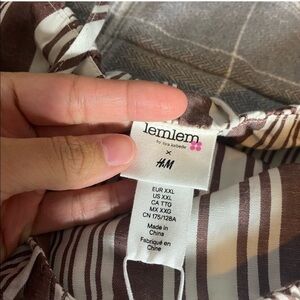 lemlem
by liya kebede
x
H&M
EUR XXL
US XXL
CA TTG
MX XXG
CN 175/128A
Made in
China
Fabriqué en
Chine